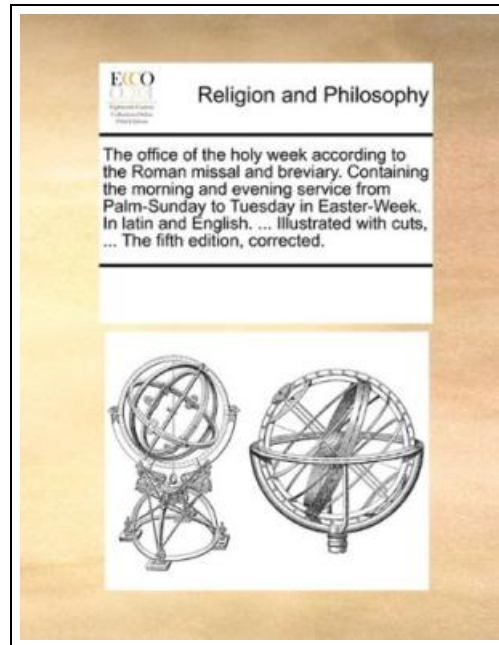 ECCO
Religion and Philosophy
The office of the holy week according to
the Roman missal and breviary. Containing
the morning and evening service from
Palm-Sunday to Tuesday in Easter-Week.
In latin and English. ... Illustrated with cuts,
... The fifth edition, corrected.